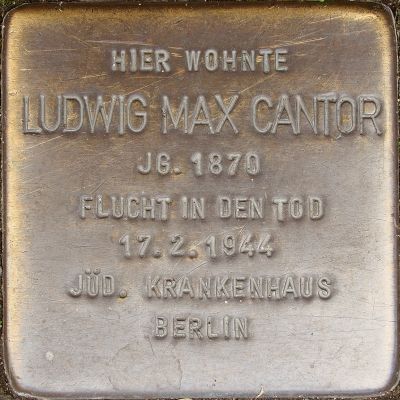 HIER WOHNTE
LUDWIG MAX CANTOR
JG. 1870
FLUCHT IN DEN TOD
17.2.1944
JÜD. KRANKENHAUS
BERLIN